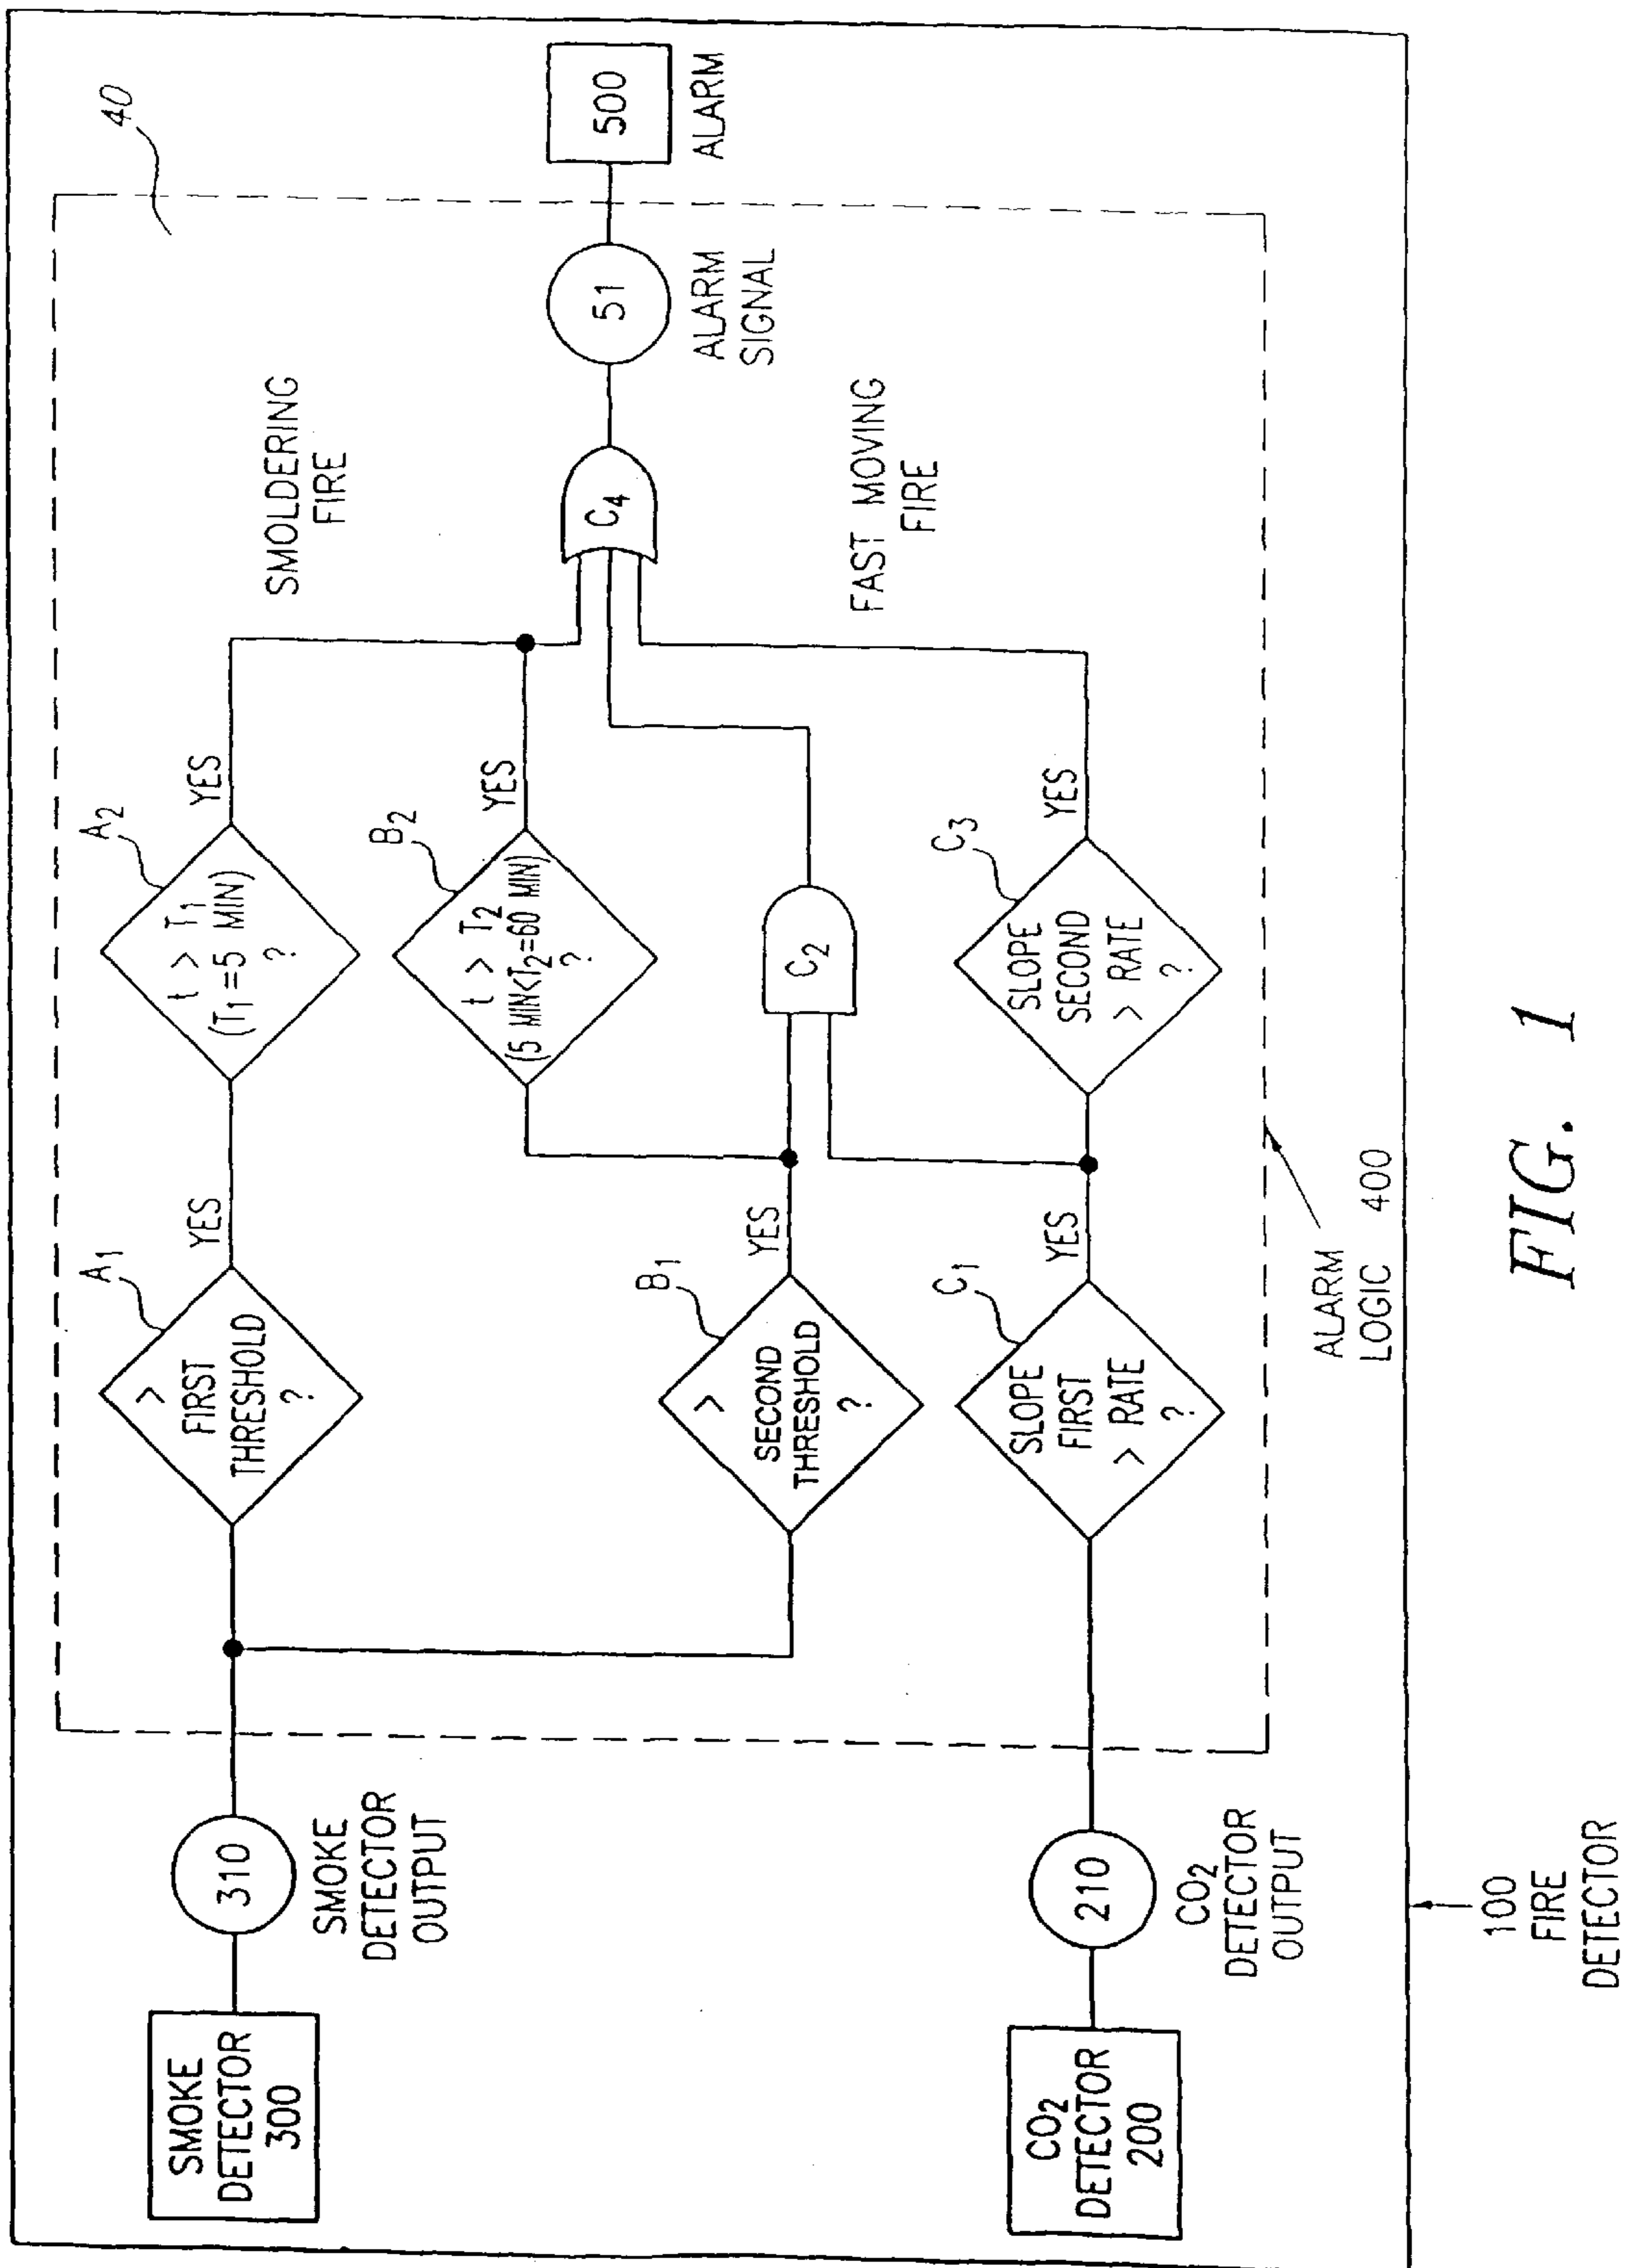 40
SMOKE
DETECTOR
300
310
SMOKE
DETECTOR
OUTPUT
>
FIRST
THRESHOLD
?
A1
YES
t > T1
(T1=5 MIN)
?
A2
YES
SMOLDERING
FIRE
t > T2
(5 MIN<T2=60 MIN)
?
B2
YES
>
SECOND
THRESHOLD
?
B1
YES
C2
C4
51
ALARM
SIGNAL
500
ALARM
FAST MOVING
FIRE
CO2
DETECTOR
200
210
CO2
DETECTOR
OUTPUT
SLOPE
FIRST
> RATE
?
C1
YES
SLOPE
SECOND
> RATE
?
C3
YES
ALARM
LOGIC 400
100
FIRE
DETECTOR
FIG. 1